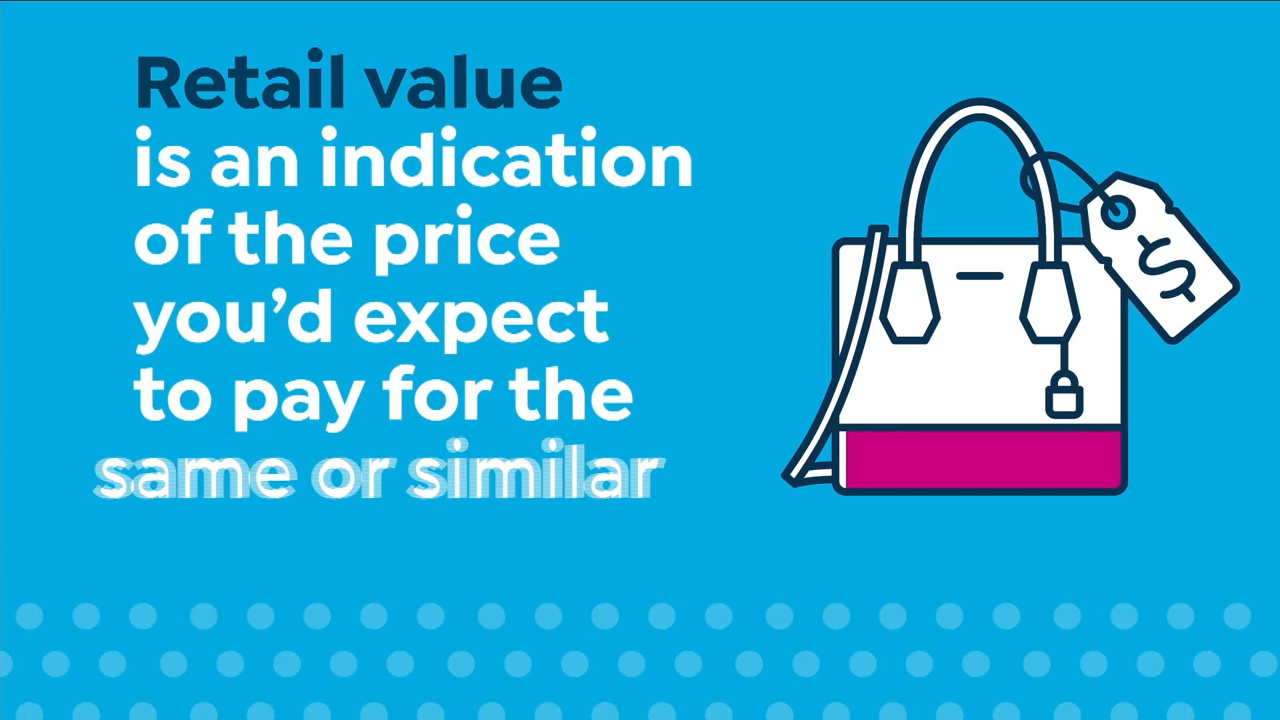 Retail value
is an indication
of the price
you’d expect
to pay for the
same or similar
$